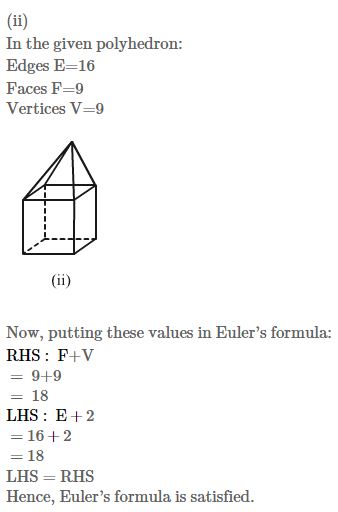 (ii)
In the given polyhedron:
Edges E=16
Faces F=9
Vertices V=9
(ii)
Now, putting these values in Euler’s formula:
RHS : F+V
= 9+9
= 18
LHS : E + 2
= 16 + 2
= 18
LHS = RHS
Hence, Euler’s formula is satisfied.